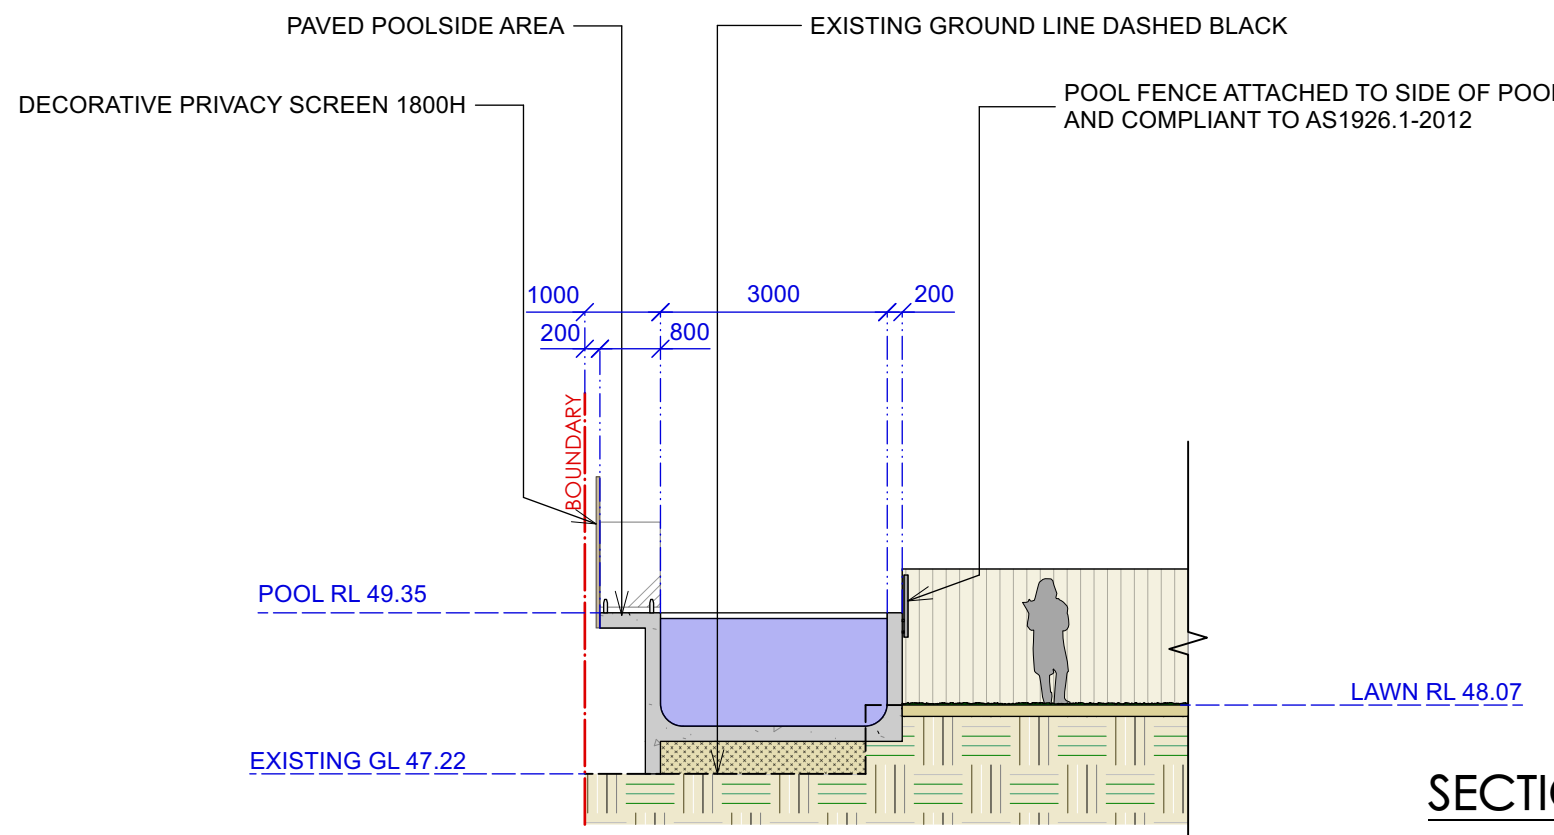 PAVED POOLSIDE AREA
EXISTING GROUND LINE DASHED BLACK
DECORATIVE PRIVACY SCREEN 1800H
POOL FENCE ATTACHED TO SIDE OF POOL
AND COMPLIANT TO AS1926.1-2012
1000
3000
200
200
800
BOUNDARY
POOL RL 49.35
LAWN RL 48.07
EXISTING GL 47.22
SECTIO